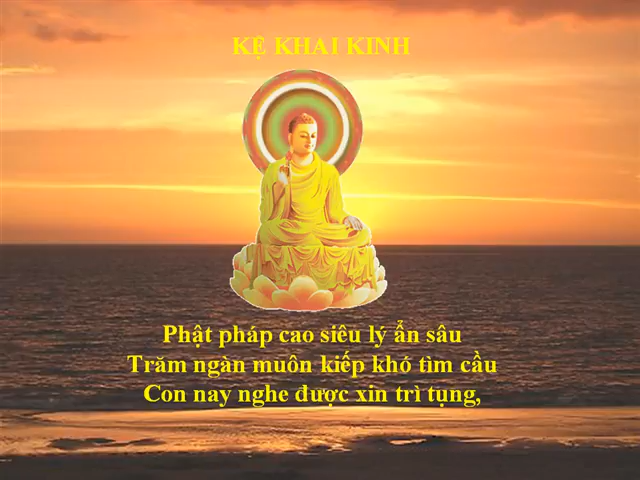 KỆ KHAI KINH
Phật pháp cao siêu lý ẩn sâu
Trăm ngàn muôn kiếp khó tìm cầu
Con nay nghe được xin trì tụng,